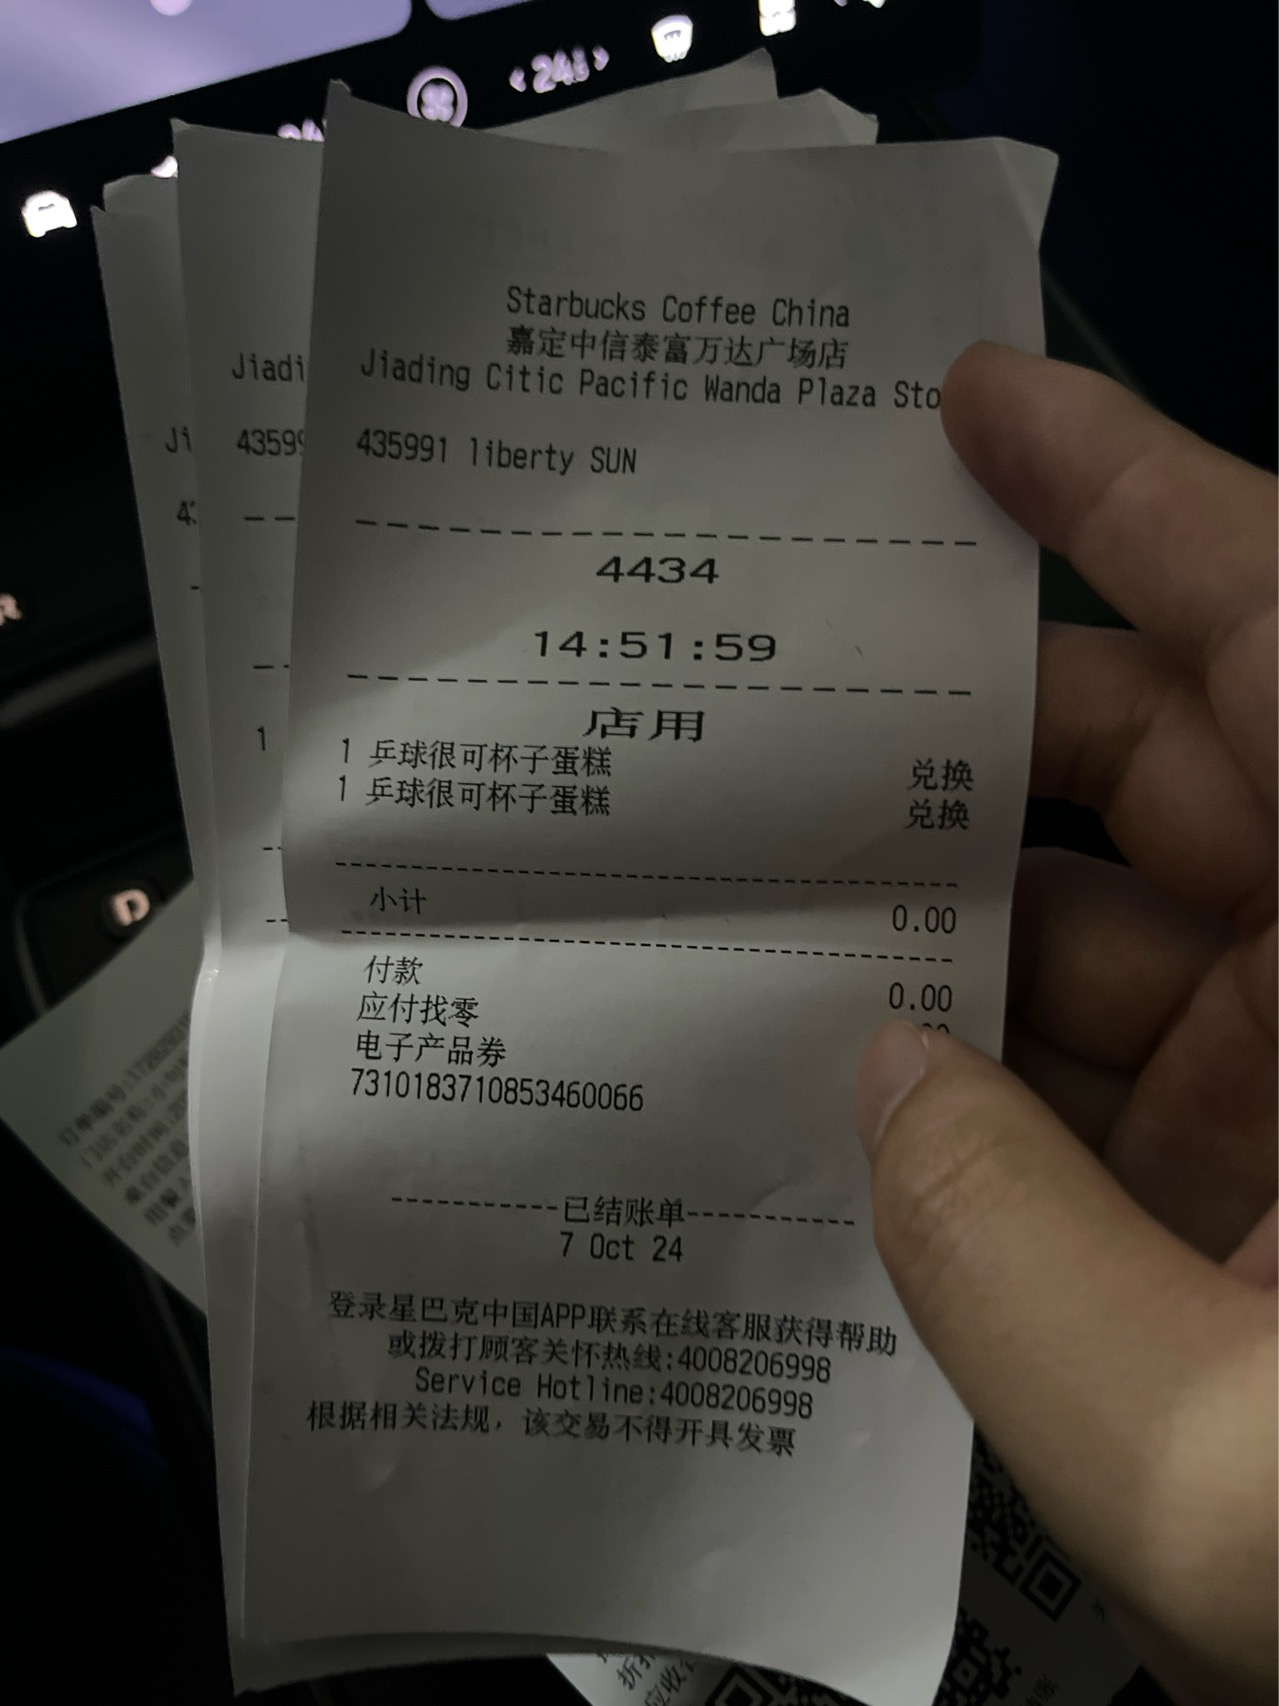 24.5
Starbucks Coffee China
嘉定中信泰富万达广场店
Jiading Citic Pacific Wanda Plaza Sto
435991 liberty SUN
4434
14:51:59
店用
1 乒球很可杯子蛋糕 兑换
1 乒球很可杯子蛋糕 兑换
小计 0.00
付款 0.00
应付找零
电子产品券
7310183710853460066
-----------已结账单-----------
7 Oct 24
登录星巴克中国APP联系在线客服获得帮助
或拨打顾客关怀热线:4008206998
Service Hotline:4008206998
根据相关法规，该交易不得开具发票
Jiadi
43599
1
Ji
R
D